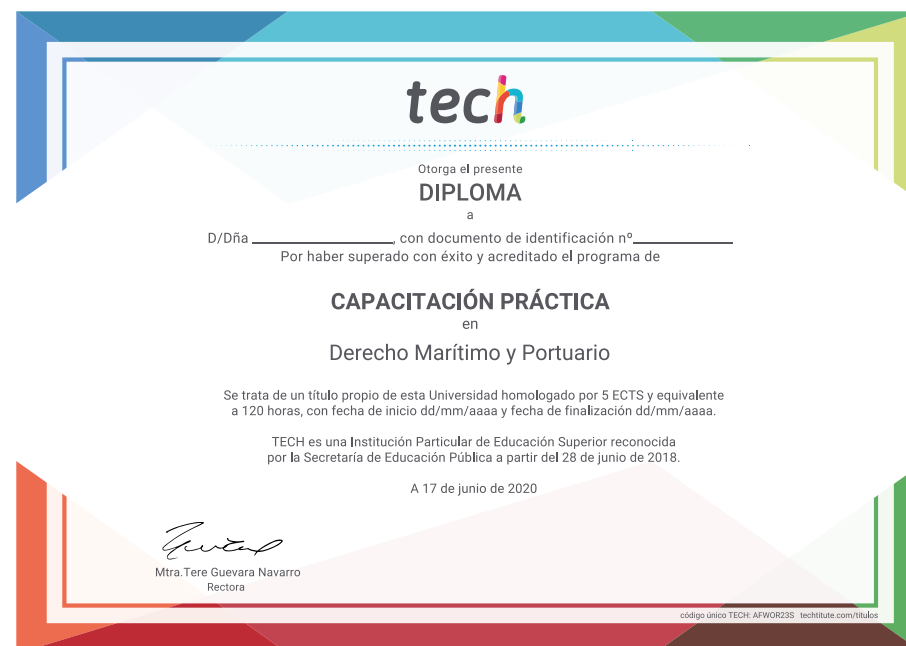 tech
Otorga el presente
DIPLOMA
a
D/Dña ____________________, con documento de identificación nº______________
Por haber superado con éxito y acreditado el programa de
CAPACITACIÓN PRÁCTICA
en
Derecho Marítimo y Portuario
Se trata de un título propio de esta Universidad homologado por 5 ECTS y equivalente
a 120 horas, con fecha de inicio dd/mm/aaaa y fecha de finalización dd/mm/aaaa.
TECH es una Institución Particular de Educación Superior reconocida
por la Secretaría de Educación Pública a partir del 28 de junio de 2018.
A 17 de junio de 2020
Mtra.Tere Guevara Navarro
Rectora
código único TECH: AFWOR23S techtitute.com/títulos